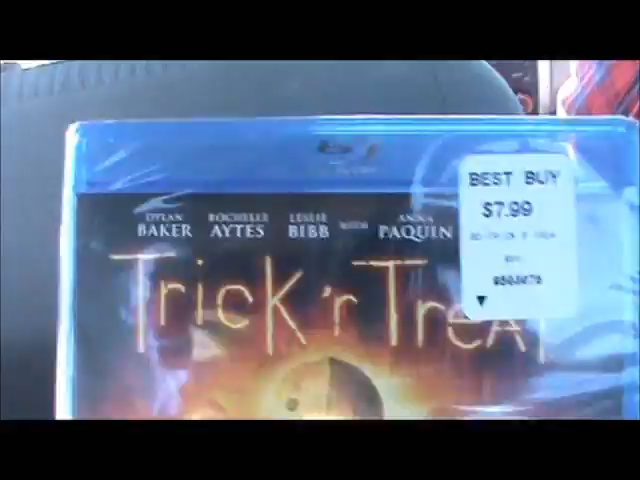 BEST BUY
$7.99
DYLAN BAKER
ROCHELLE AYTES
LESLIE BIBB
WITH
ANNA PAQUIN
Trick 'r Treat